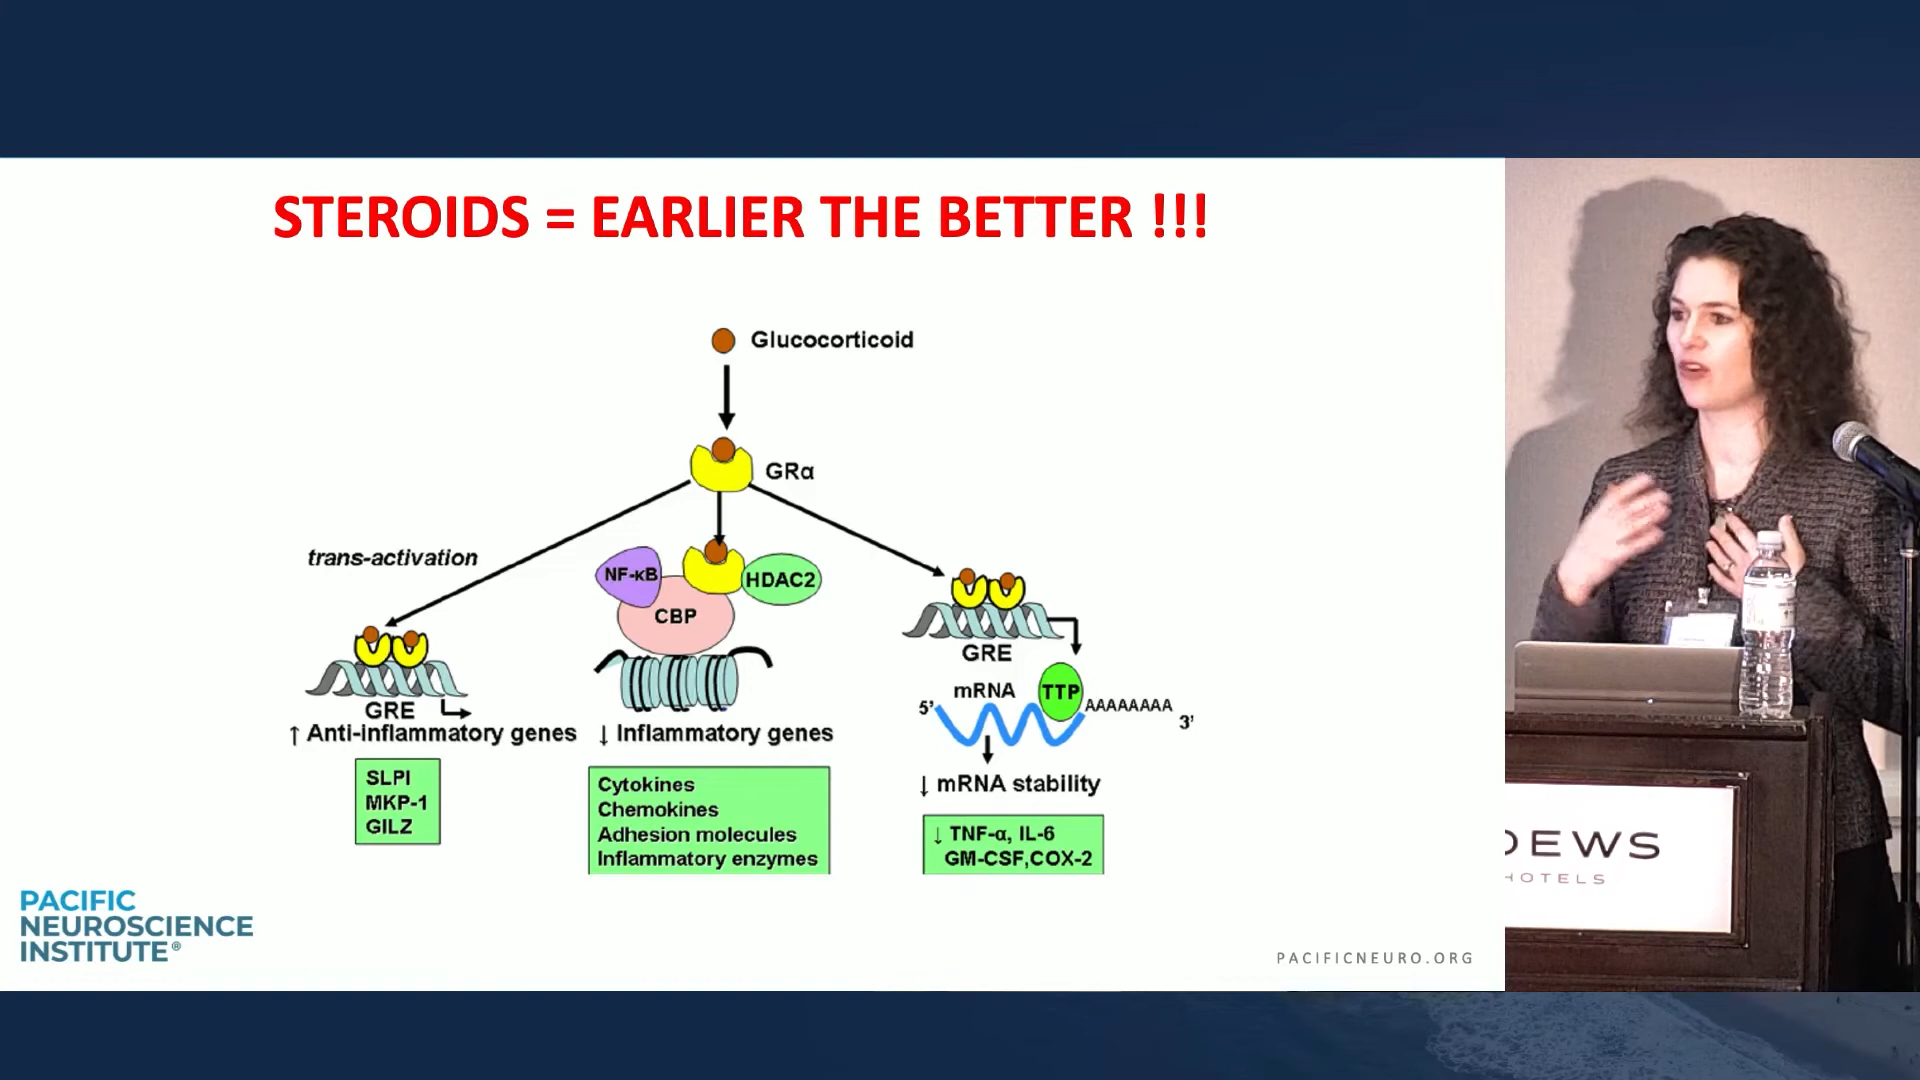 STEROIDS = EARLIER THE BETTER !!!
Glucocorticoid
GRα
trans-activation
NF-κB
HDAC2
CBP
GRE
↑ Anti-inflammatory genes
SLPI
MKP-1
GILZ
↓ Inflammatory genes
Cytokines
Chemokines
Adhesion molecules
Inflammatory enzymes
GRE
mRNA
TTP
5’
AAAAAAAA
3’
↓ mRNA stability
↓ TNF-α, IL-6
GM-CSF,COX-2
PACIFIC
NEUROSCIENCE
INSTITUTE®
PACIFICNEURO.ORG
EWS
HOTELS